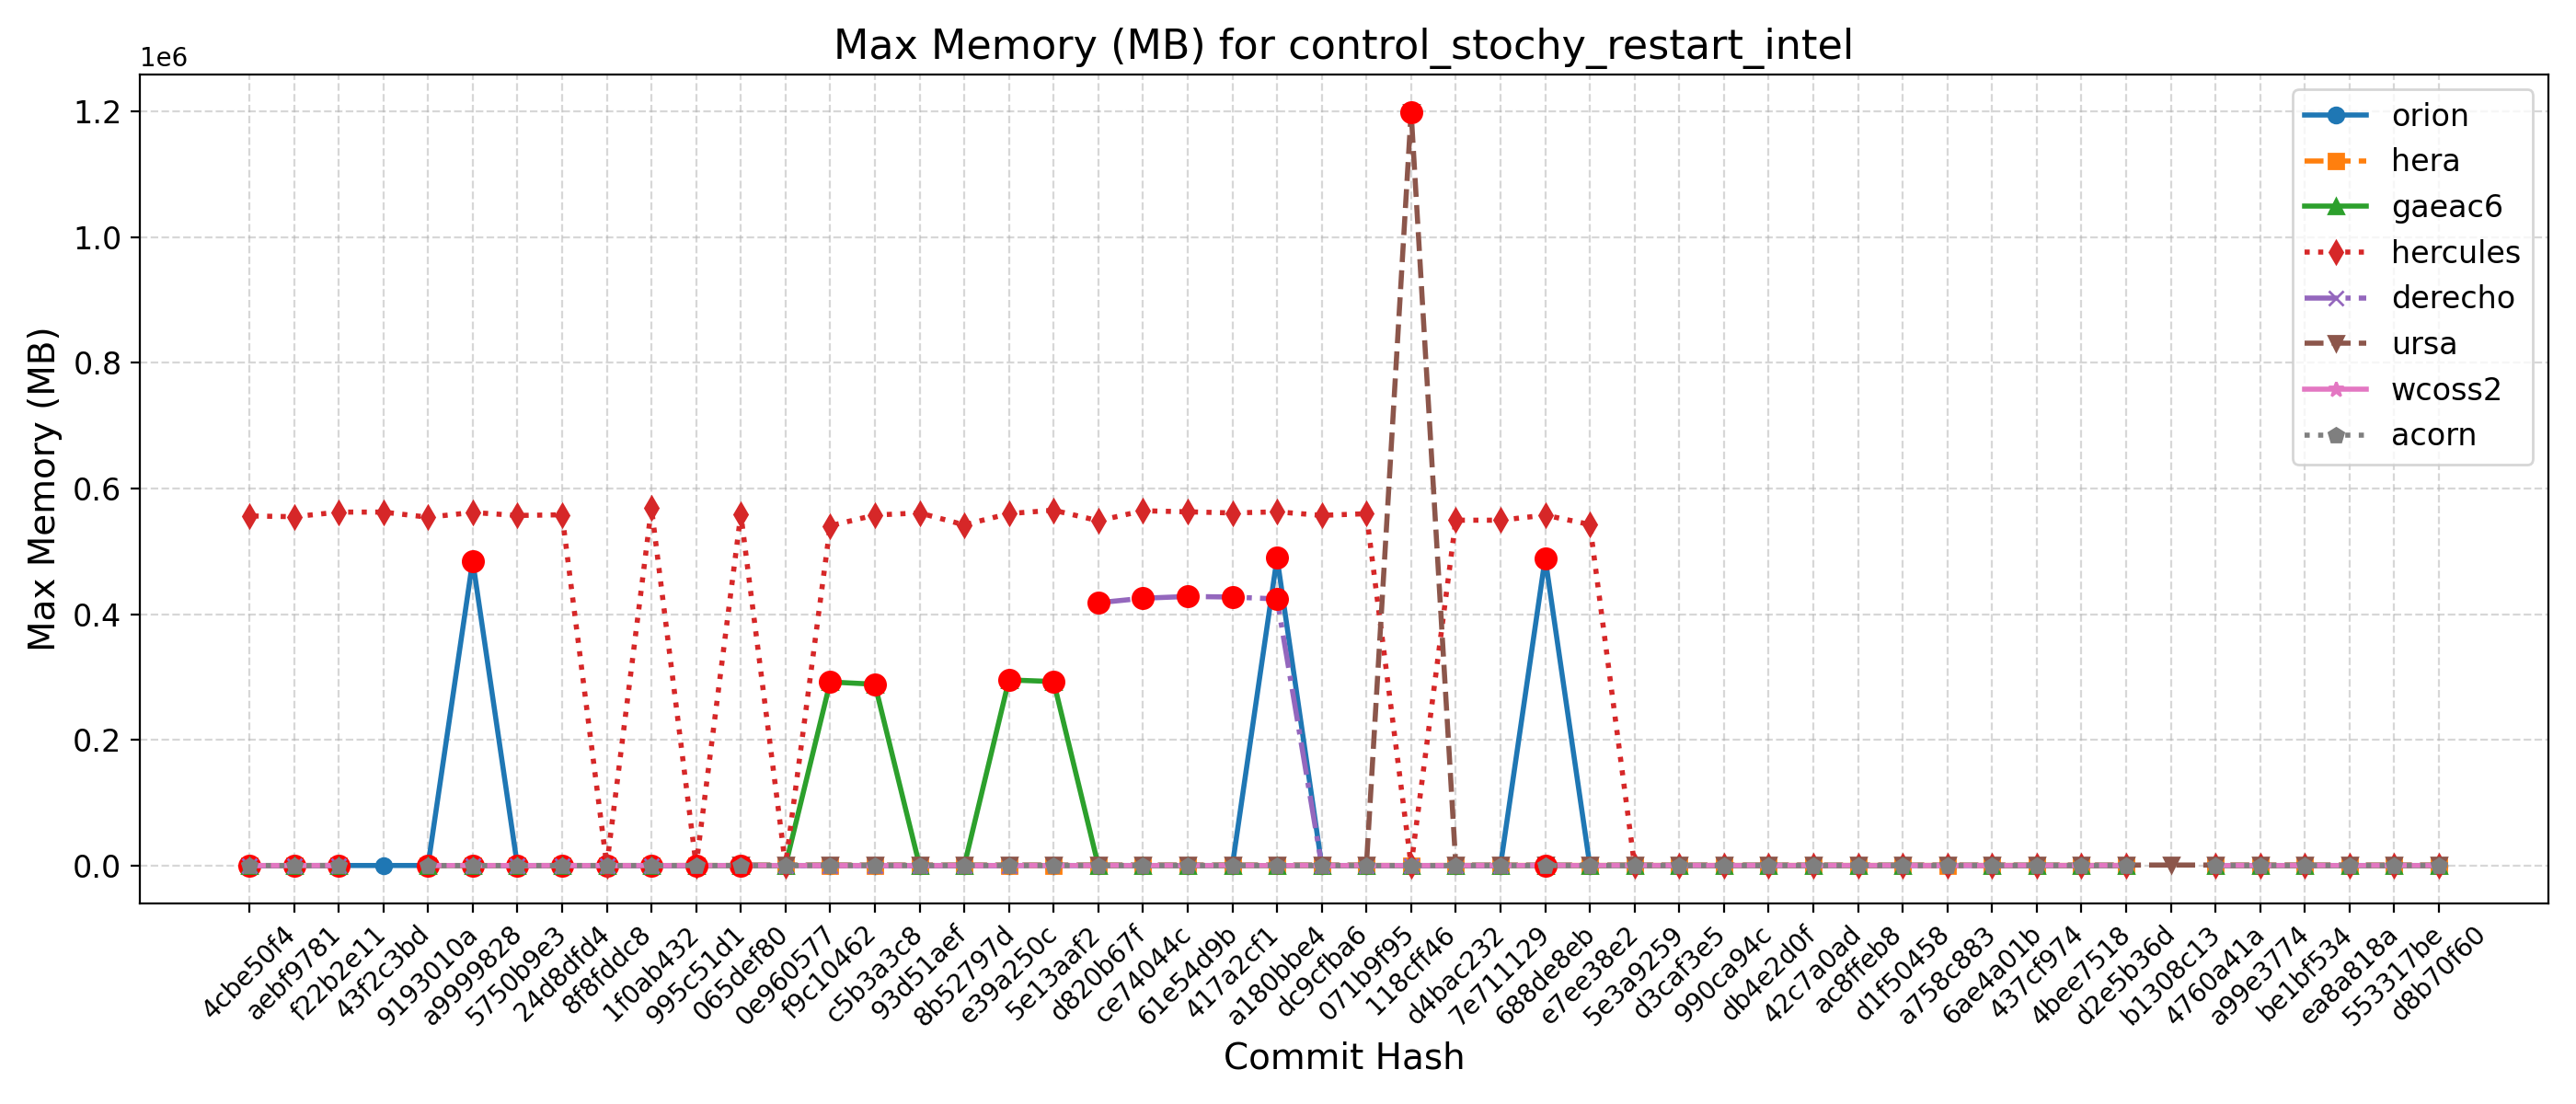 Max Memory (MB) for control_stochy_restart_intel
1e6
1.2
1.0
0.8
0.6
0.4
0.2
0.0
Max Memory (MB)
orion
hera
gaeac6
hercules
derecho
ursa
wcoss2
acorn
4cbe50f4
aebf9781
f22b2e11
43f2c3bd
9193010a
a9999828
5750b9e3
24d8dfd4
8f8fddc8
1f0ab432
995c51d1
065def80
0e960577
f9c10462
c5b3a3c8
93d51aef
8b52797d
e39a250c
5e13aaf2
d820b67f
ce74044c
61e54d9b
417a2cf1
a180bbe4
dc9cfba6
071b9f95
118cff46
d4bac232
7e711129
688de8eb
e7ee38e2
5e3a9259
d3caf3e5
990ca94c
db4e2d0f
42c7a0ad
ac8ffeb8
d1f50458
a758c883
6ae4a01b
437cf974
4bee7518
d2e5b36d
b1308c13
4760a41a
a99e3774
be1bf534
ea8a818a
553317be
d8b70f60
Commit Hash